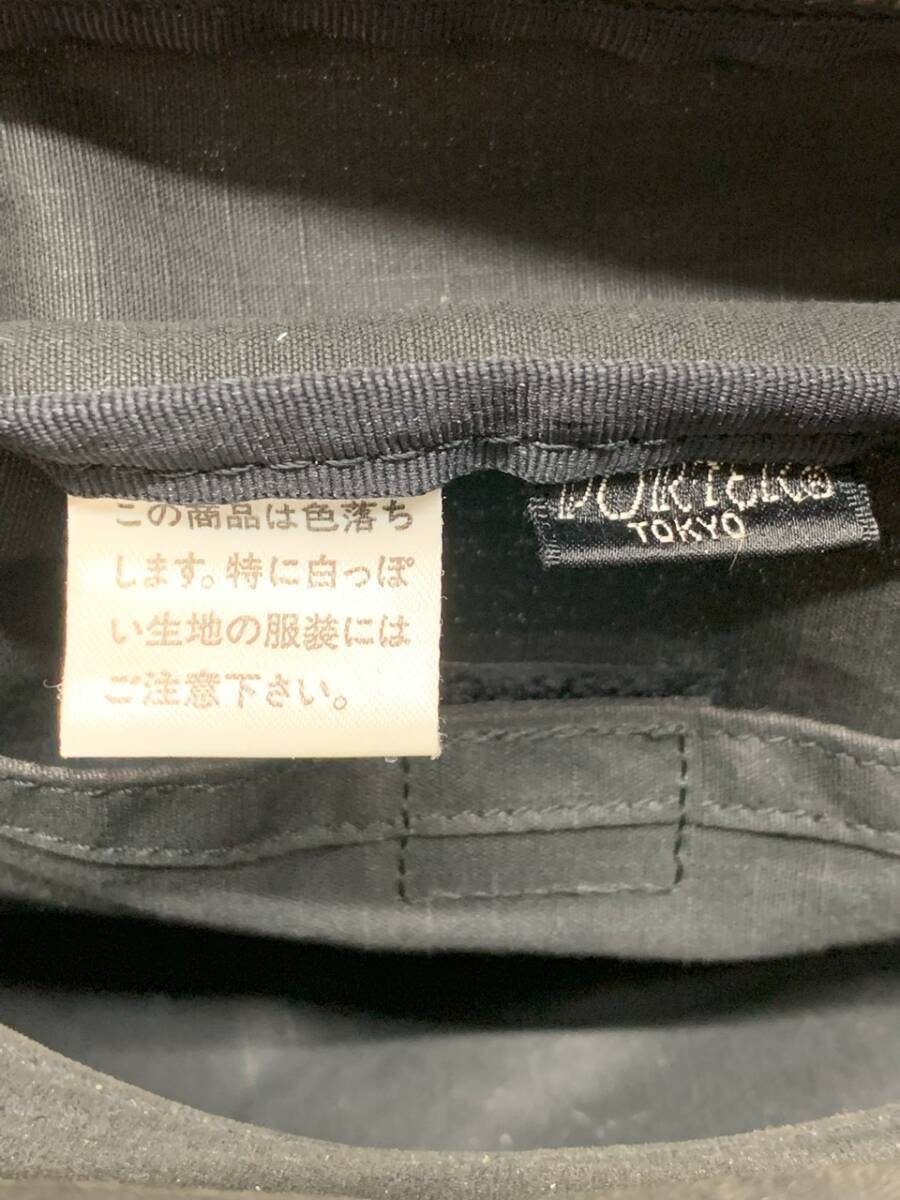 この商品は色落ち
します。特に白っぽ
い生地の服装には
ご注意下さい。
PORTER®
TOKYO